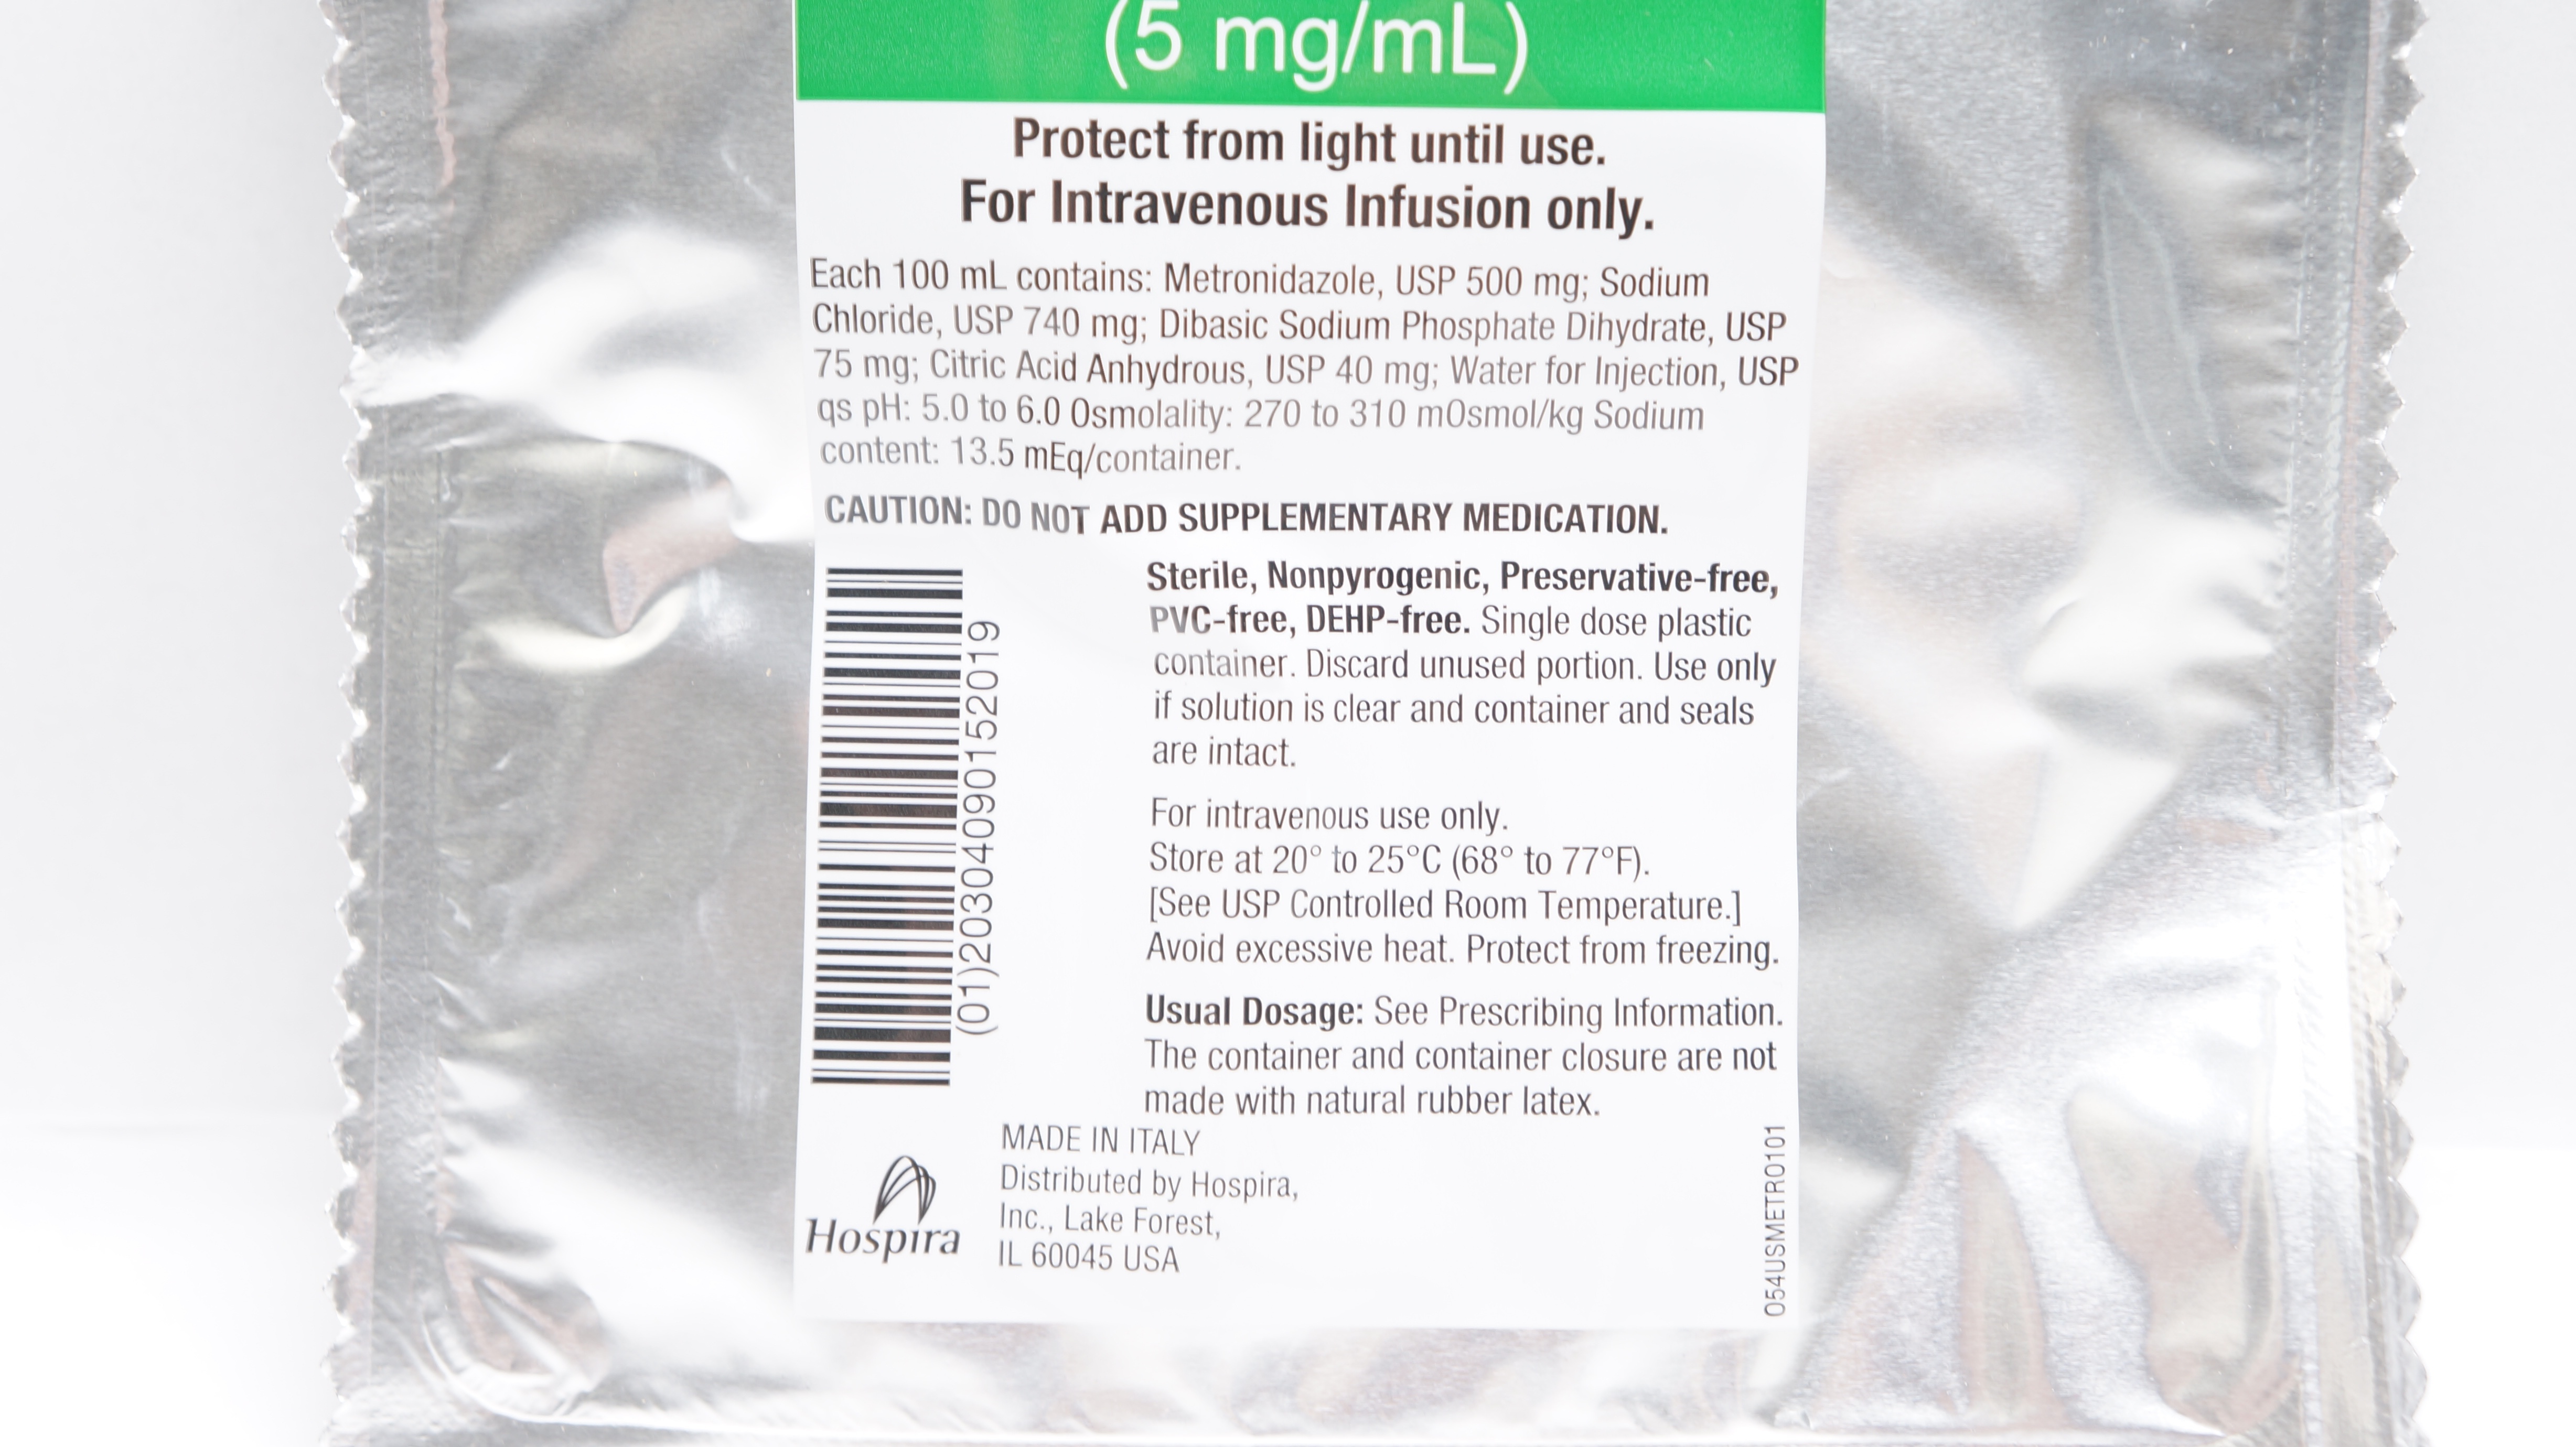 (5 mg/mL)
Protect from light until use.
For Intravenous Infusion only.
Each 100 mL contains: Metronidazole, USP 500 mg; Sodium
Chloride, USP 740 mg; Dibasic Sodium Phosphate Dihydrate, USP
75 mg; Citric Acid Anhydrous, USP 40 mg; Water for Injection, USP
qs pH: 5.0 to 6.0 Osmolality: 270 to 310 mOsmol/kg Sodium
content: 13.5 mEq/container.
CAUTION: DO NOT ADD SUPPLEMENTARY MEDICATION.
(01)20304090152019
Sterile, Nonpyrogenic, Preservative-free,
PVC-free, DEHP-free. Single dose plastic
container. Discard unused portion. Use only
if solution is clear and container and seals
are intact.
For intravenous use only.
Store at 20° to 25°C (68° to 77°F).
[See USP Controlled Room Temperature.]
Avoid excessive heat. Protect from freezing.
Usual Dosage: See Prescribing Information.
The container and container closure are not
made with natural rubber latex.
Hospira
MADE IN ITALY
Distributed by Hospira,
Inc., Lake Forest,
IL 60045 USA
054USMETR0101